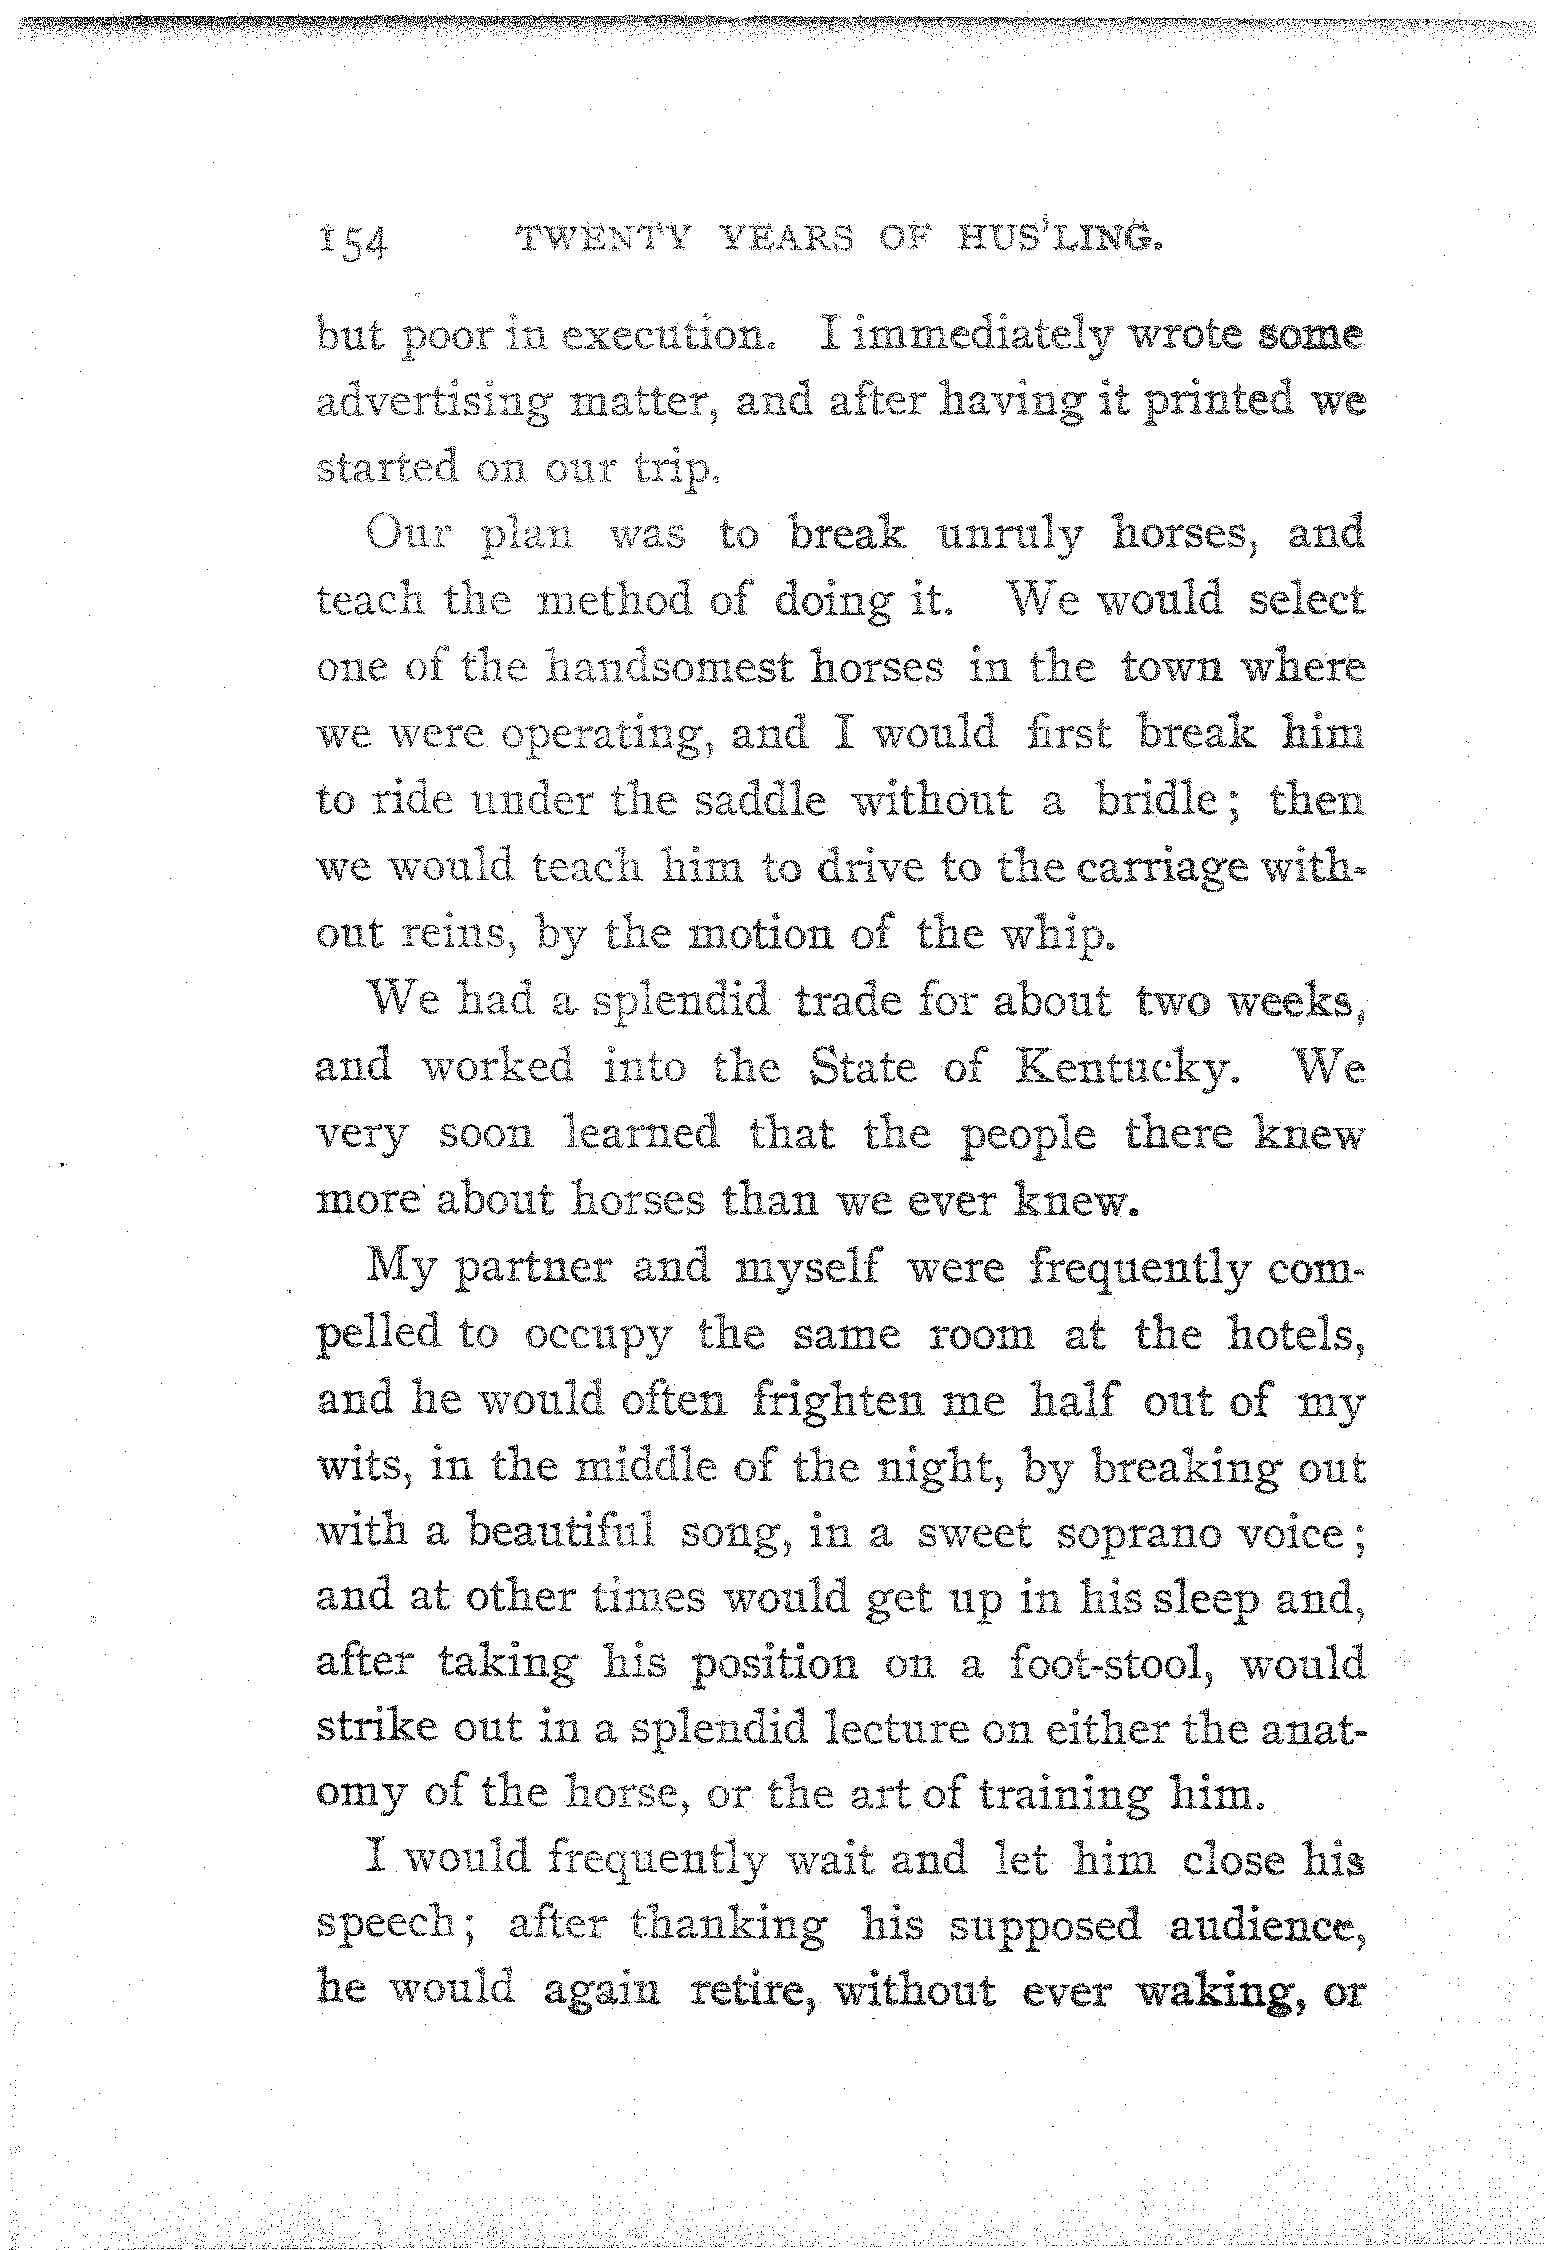 154 TWENTY YEARS OF HUS'LING.
but poor in execution. I immediately wrote some
advertising matter, and after having it printed we
started on our trip.
Our plan was to break unruly horses, and
teach the method of doing it. We would select
one of the handsomest horses in the town where
we were operating, and I would first break him
to ride under the saddle without a bridle; then
we would teach him to drive to the carriage with-
out reins, by the motion of the whip.
We had a splendid trade for about two weeks,
and worked into the State of Kentucky. We
very soon learned that the people there knew
more about horses than we ever knew.
My partner and myself were frequently com-
pelled to occupy the same room at the hotels,
and he would often frighten me half out of my
wits, in the middle of the night, by breaking out
with a beautiful song, in a sweet soprano voice;
and at other times would get up in his sleep and,
after taking his position on a foot-stool, would
strike out in a splendid lecture on either the anat-
omy of the horse, or the art of training him.
I would frequently wait and let him close his
speech; after thanking his supposed audience,
he would again retire, without ever waking, or